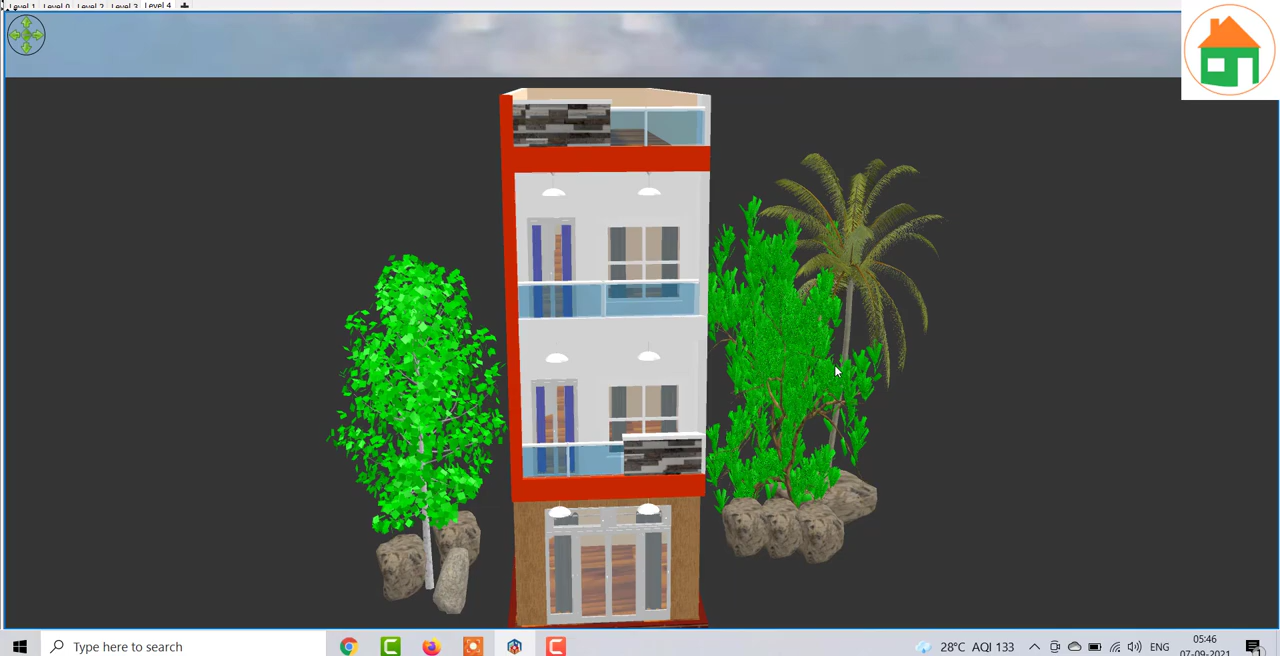 Level 1 Level 0 Level 2 Level 3 Level 4
Type here to search
28°C AQI 133
ENG
05:46
07-09-2021
1